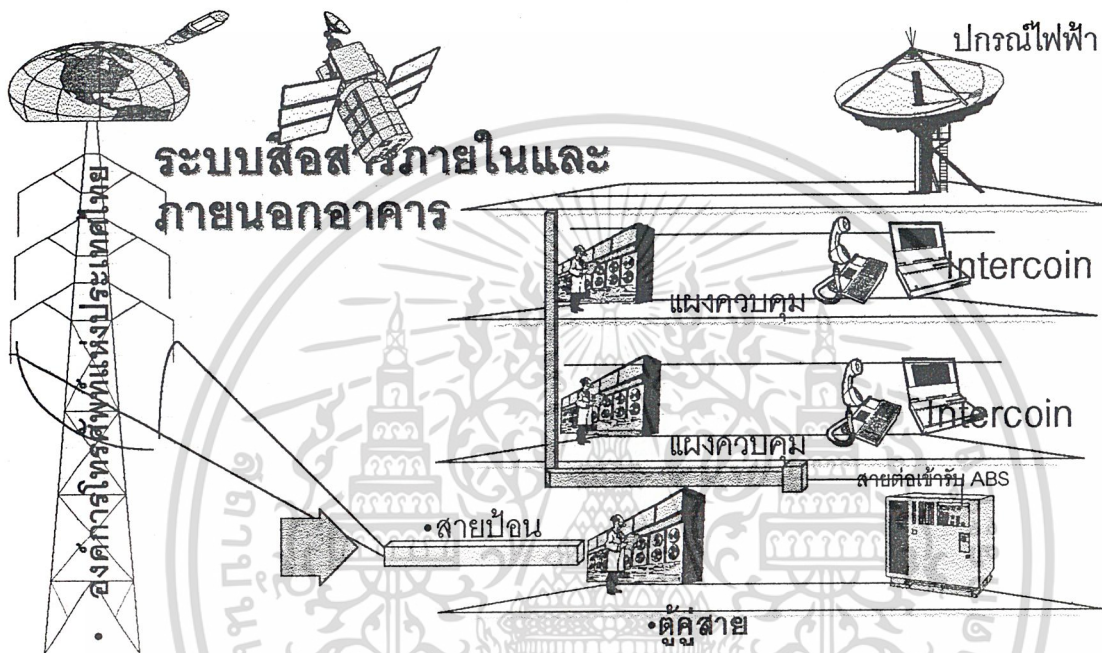 ปกรณ์ไฟฟ้า
ระบบสื่อสารภายในและ
ภายนอกอาคาร
•องค์การโทรศัพท์แห่งประเทศไทย
Intercoin
แผงควบคุม
Intercoin
แผงควบคุม
สายต่อเข้ารับ ABS
•สายป้อน
•ตู้คู่สาย